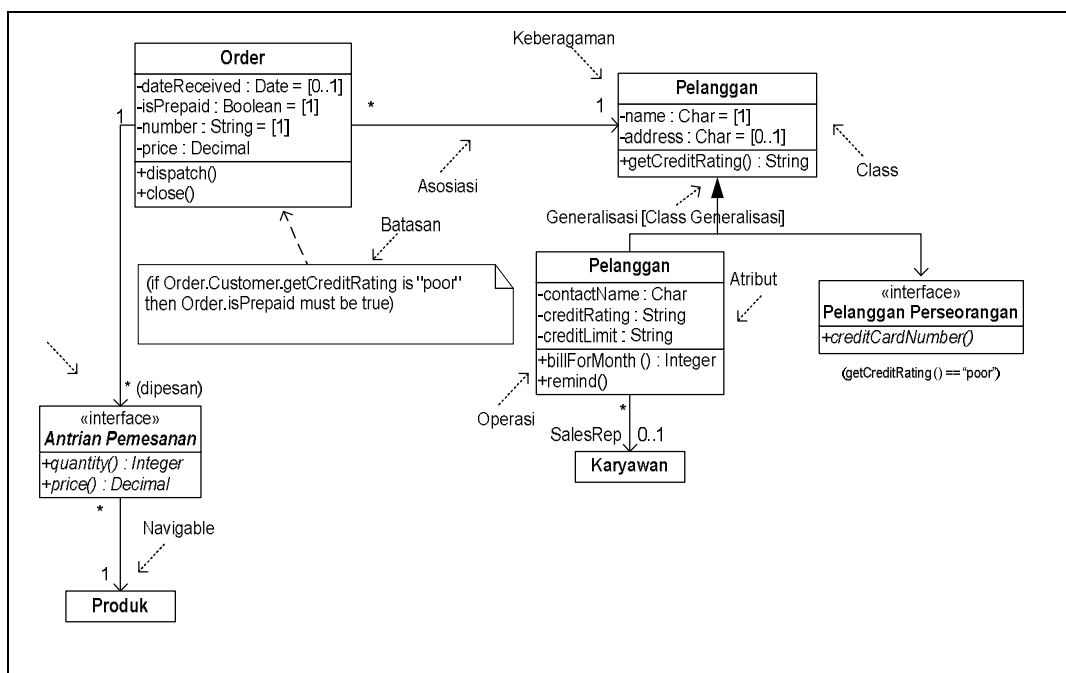 Keberagaman
Order
-dateReceived : Date = [0..1]
-isPrepaid : Boolean = [1]
-number : String = [1]
-price : Decimal
+dispatch()
+close()
1
*
1
Pelanggan
-name : Char = [1]
-address : Char = [0..1]
+getCreditRating() : String
Class
Asosiasi
Generalisasi [Class Generalisasi]
Batasan
(if Order.Customer.getCreditRating is "poor"
then Order.isPrepaid must be true)
Pelanggan
-contactName : Char
-creditRating : String
-creditLimit : String
+billForMonth () : Integer
+remind()
Atribut
«interface»
Pelanggan Perseorangan
+creditCardNumber()
(getCreditRating () == “poor”)
* (dipesan)
«interface»
Antrian Pemesanan
+quantity() : Integer
+price() : Decimal
Operasi
*
SalesRep 0..1
Karyawan
*
Navigable
1
Produk